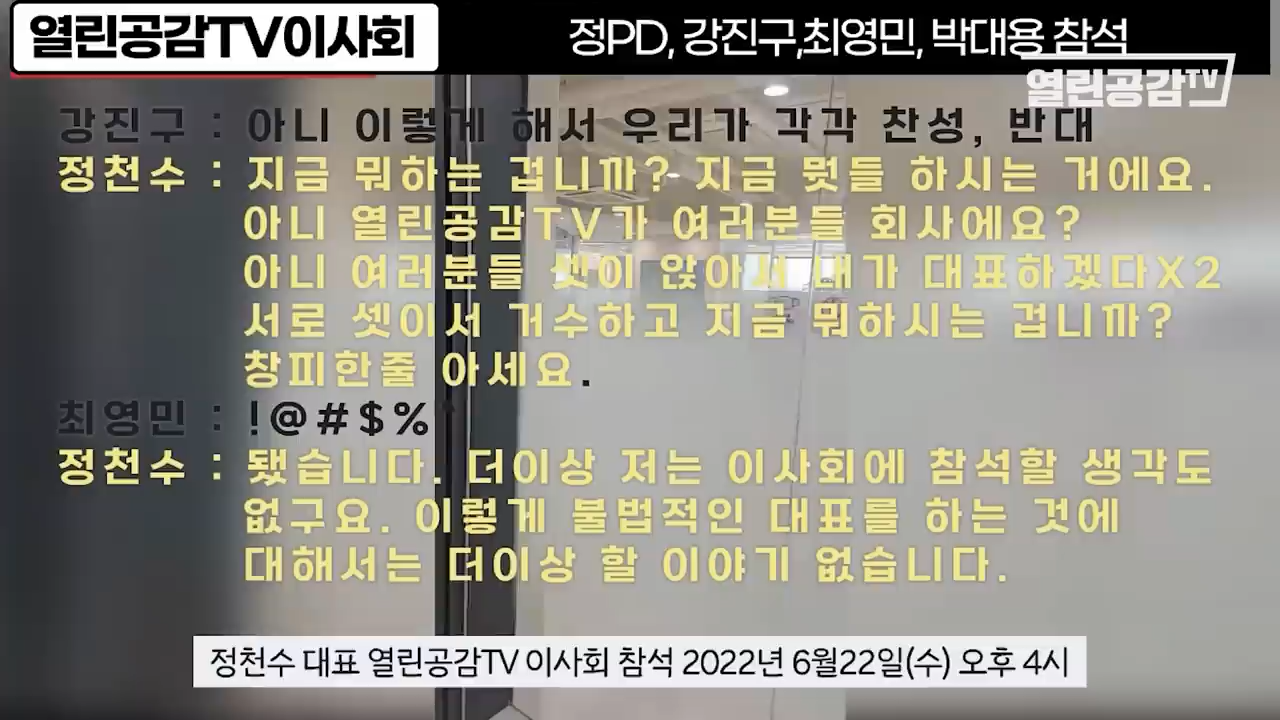 열린공감TV이사회
정PD, 강진구,최영민, 박대용 참석
열린공감TV
강진구 : 아니 이렇게 해서 우리가 각각 찬성, 반대
정천수 : 지금 뭐하는 겁니까? 지금 뭣들 하시는 거에요.
아니 열린공감TV가 여러분들 회사에요?
아니 여러분들 셋이 앉아서 내가 대표하겠다X2
서로 셋이서 거수하고 지금 뭐하시는 겁니까?
창피한줄 아세요.
최영민 : !@#$%^
정천수 : 됐습니다. 더이상 저는 이사회에 참석할 생각도
없구요. 이렇게 불법적인 대표를 하는 것에
대해서는 더이상 할 이야기 없습니다.
정천수 대표 열린공감TV 이사회 참석 2022년 6월22일(수) 오후 4시